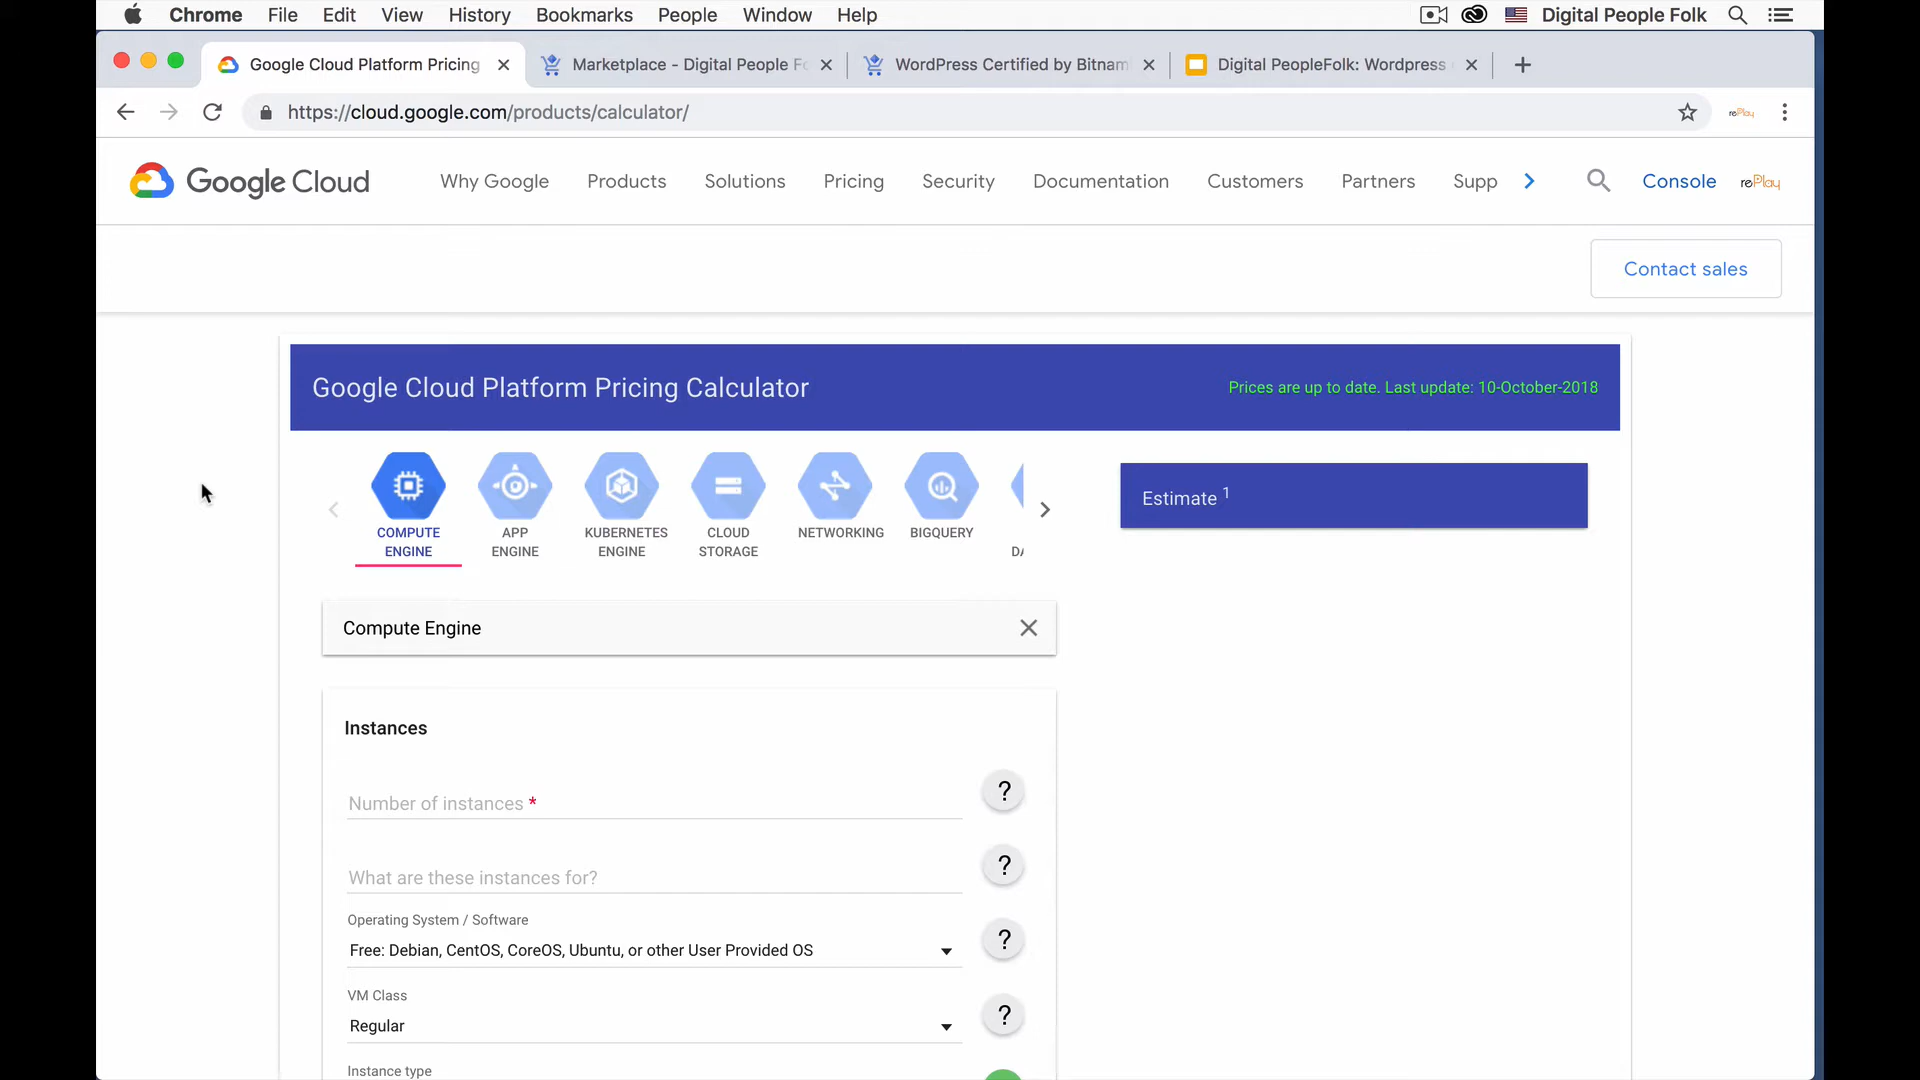 Chrome File Edit View History Bookmarks People Window Help Digital People Folk
Google Cloud Platform Pricing Marketplace - Digital People Fo WordPress Certified by Bitnam Digital PeopleFolk: Wordpress
https://cloud.google.com/products/calculator/ rePlay
Google Cloud Why Google Products Solutions Pricing Security Documentation Customers Partners Supp Console rePlay
Contact sales
Google Cloud Platform Pricing Calculator Prices are up to date. Last update: 10-October-2018
COMPUTE ENGINE
APP ENGINE
KUBERNETES ENGINE
CLOUD STORAGE
NETWORKING
BIGQUERY
Estimate 1
Compute Engine
Instances
Number of instances * ?
What are these instances for? ?
Operating System / Software
Free: Debian, CentOS, CoreOS, Ubuntu, or other User Provided OS ?
VM Class
Regular ?
Instance type